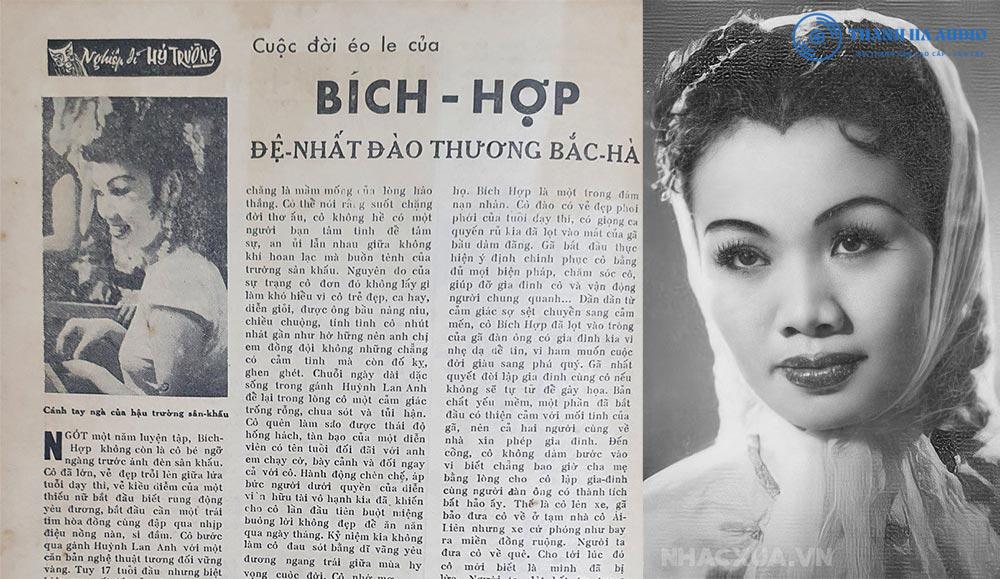 Nghiệp dĩ HÝ TRƯỜNG
Cuộc đời éo le của
BÍCH - HỢP
ĐỆ-NHẤT ĐÀO THƯƠNG BẮC-HÀ
Cánh tay ngà của hậu trường sân-khấu
NGÓT một năm luyện tập, Bích-
Hợp không còn là cô bé ngỡ
ngàng trước ánh đèn sân khấu.
Cô đã lớn, vẻ đẹp trỗi lên giữa lứa
tuổi dạy thì, vẻ kiều diễm của một
thiếu nữ bắt đầu biết rung động
yêu đương, bắt đầu cần một trái
tim hòa đồng cùng đập qua nhịp
điệu nồng nàn, si đắm. Cô bước
qua gánh Huỳnh Lan Anh với một
căn bản nghệ thuật tương đối vững
vàng. Tuy 17 tuổi đầu nhưng biệt
chăng là mầm mống của lòng hảo
thắng. Có thể nói rằng suốt chặng
đời thơ ấu, cô không hề có một
người bạn tâm tình để tâm
sự, an ủi lẫn nhau giữa không
khí hoan lạc mà buồn tênh của
trường sân khấu. Nguyên do của
sự trạng cô đơn đó không lấy gì
làm khó hiểu vì cô trẻ đẹp, ca hay,
diễn giỏi, được ông bầu nâng niu,
chiều chuộng, tính tình cô nhút
nhát gần như hờ hững nên anh chị
em đồng đội không những chẳng
có cảm tình mà còn đố kỵ,
ghen ghét. Chuỗi ngày dài dặc
sống trong gánh Huỳnh Lan Anh
để lại trong lòng cô một cảm giác
trống rỗng, chua sót và tủi hận.
Cô quên làm sao được thái độ
hống hách, tàn bạo của một diễn
viên có tên tuổi đối đãi với anh
em chạy cờ, bày cảnh và đối ngay
cả với cô. Hành động chèn chế, áp
bức người dưới quyền của diễn
viên hữu tài vô hạnh kia đã, khiến
cho cô lần đầu tiên buột miệng
buông lời không đẹp để ăn năn
qua ngày tháng. Kỷ niệm kia không
làm cô đau sót bằng dĩ vãng yêu
đương ngang trái giữa mùa hy
vọng cuộc đời. Cô nhớ mơ
họ. Bích Hợp là một trong đám
nạn nhân. Cô đào có vẻ đẹp phơi
phới của tuổi dạy thì, có giọng ca
quyến rũ kia đã lọt vào mắt của gã
bầu dâm đãng. Gã bắt đầu thực
hiện ý định chinh phục cô bằng
đủ mọi biện pháp, chăm sóc cô,
giúp đỡ gia đình cô và vận động
người chung quanh... Dần dần từ
cảm giác sợ sệt chuyển sang cảm
mến, cô Bích Hợp đã lọt vào tròng
của gã đàn ông có gia đình kia vì
nhẹ dạ dễ tin, vì ham muốn cuộc
đời giàu sang phú quý. Gã nhất
quyết đòi lập gia đình cùng cô nếu
không sẽ tự tử để gây họa. Bản
chất yếu mềm, một phần đã bắt
đầu có thiện cảm với mối tình của
gã, nên cả hai người cùng về
nhà xin phép gia đình. Đến
cổng, cô không dám bước vào
vì biết chẳng bao giờ cha mẹ
bằng lòng cho cô lập gia-đình
cùng người đàn ông có thành tích
bất hảo ấy. Thế là cô lên xe, gã
bảo đưa cô về ở tạm nhà cô Ái-
Liên nhưng xe cứ phóng như bay
ra miền đồng ruộng. Người ta
đưa cô về quê. Cho tới lúc đó
cô mới biết là mình đã bị
THANH HÀ AUDIO
NHACXUA.VN